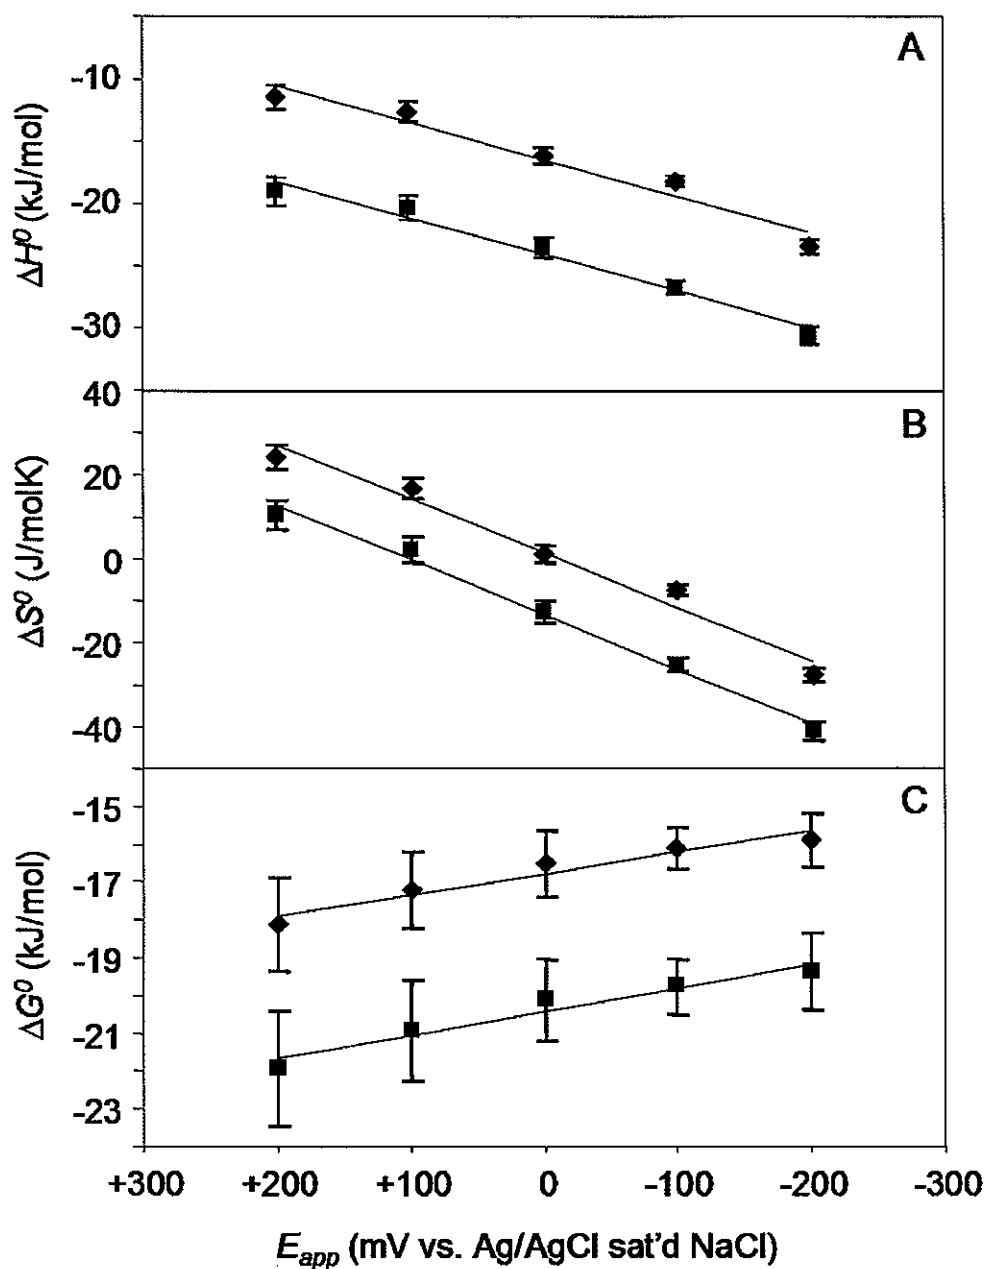 A
-10
-20
-30
ΔH⁰ (kJ/mol)
B
40
20
0
-20
-40
ΔS⁰ (J/molK)
C
-15
-17
-19
-21
-23
ΔG⁰ (kJ/mol)
+300 +200 +100 0 -100 -200 -300
E_app (mV vs. Ag/AgCl sat'd NaCl)